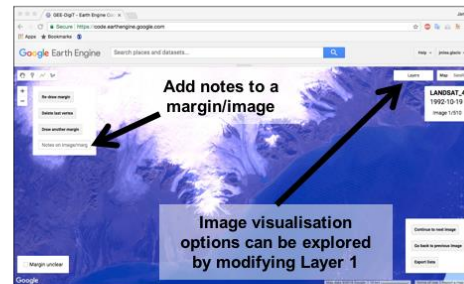 GEE-DigiT - Earth Engine Co
Secure https://code.earthengine.google.com
Apps Bookmarks
Google Earth Engine
Search places and datasets...
Help
Layers
Map
LANDSAT_4
1992-10-19
Image 1/510
Re-draw margin
Delete last vertex
Draw another margin
Notes on image/marg
Add notes to a
margin/image
Image visualisation
options can be explored
by modifying Layer 1
Continue to next image
Go back to previous image
Export Data
Margin unclear
Google